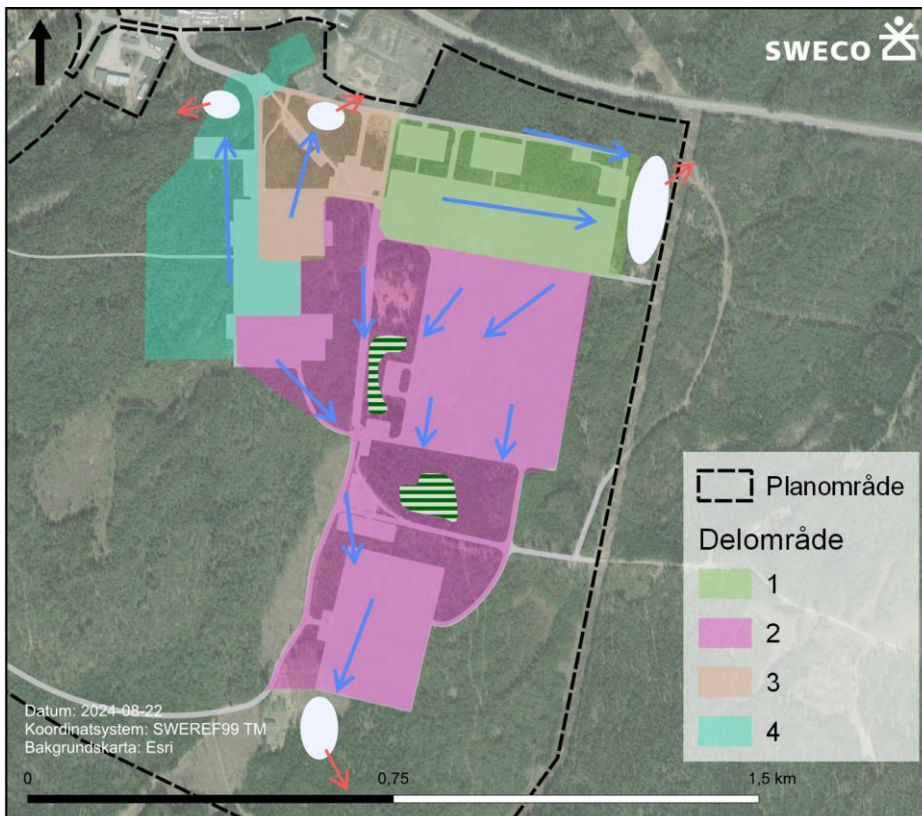 SWECO
Planområde
Delområde
1
2
3
4
Datum: 2024-08-22
Koordinatsystem: SWEREF99 TM
Bakgrundskarta: Esri
0 0,75 1,5 km